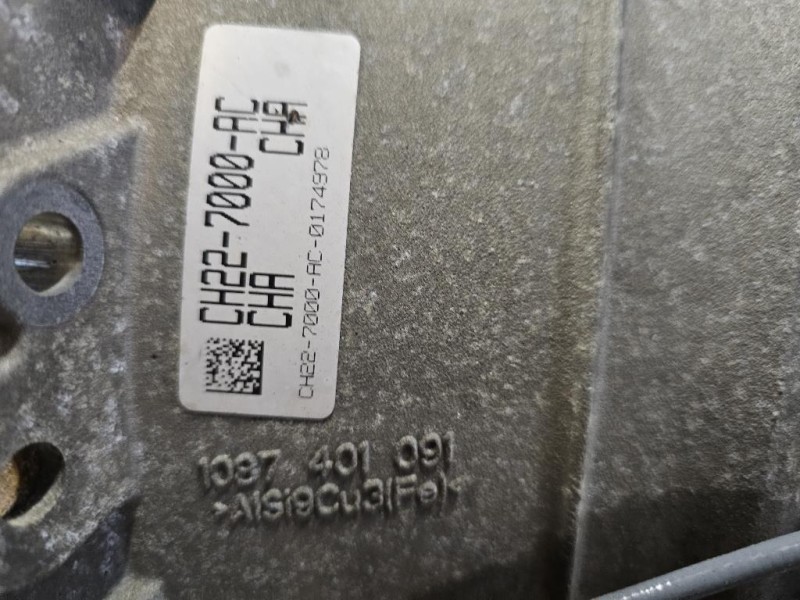 CH22-7000-AC
CHA CHA
CH22-7000-AC-0174978
1087 401 091
>AlSi9Cu3(Fe)<